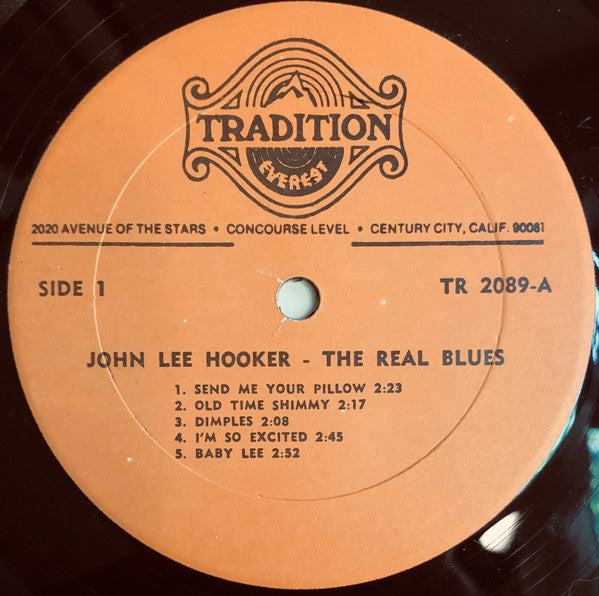 TRADITION
EVEREST
2020 AVENUE OF THE STARS • CONCOURSE LEVEL • CENTURY CITY, CALIF. 90061
SIDE 1 TR 2089-A
JOHN LEE HOOKER - THE REAL BLUES
1. SEND ME YOUR PILLOW 2:23
2. OLD TIME SHIMMY 2:17
3. DIMPLES 2:08
4. I'M SO EXCITED 2:45
5. BABY LEE 2:52